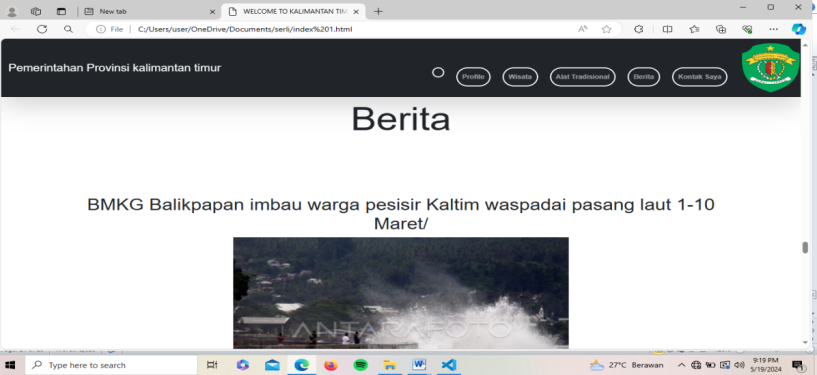 New tab
WELCOME TO KALIMANTAN TIM
File
C:/Users/user/OneDrive/Documents/serli/index%201.html
Pemerintahan Provinsi kalimantan timur
Profile
Wisata
Alat Tradisional
Berita
Kontak Saya
Berita
BMKG Balikpapan imbau warga pesisir Kaltim waspadai pasang laut 1-10
Maret/
ANTARAFOTO
Type here to search
27°C Berawan
9:19 PM
5/19/2024